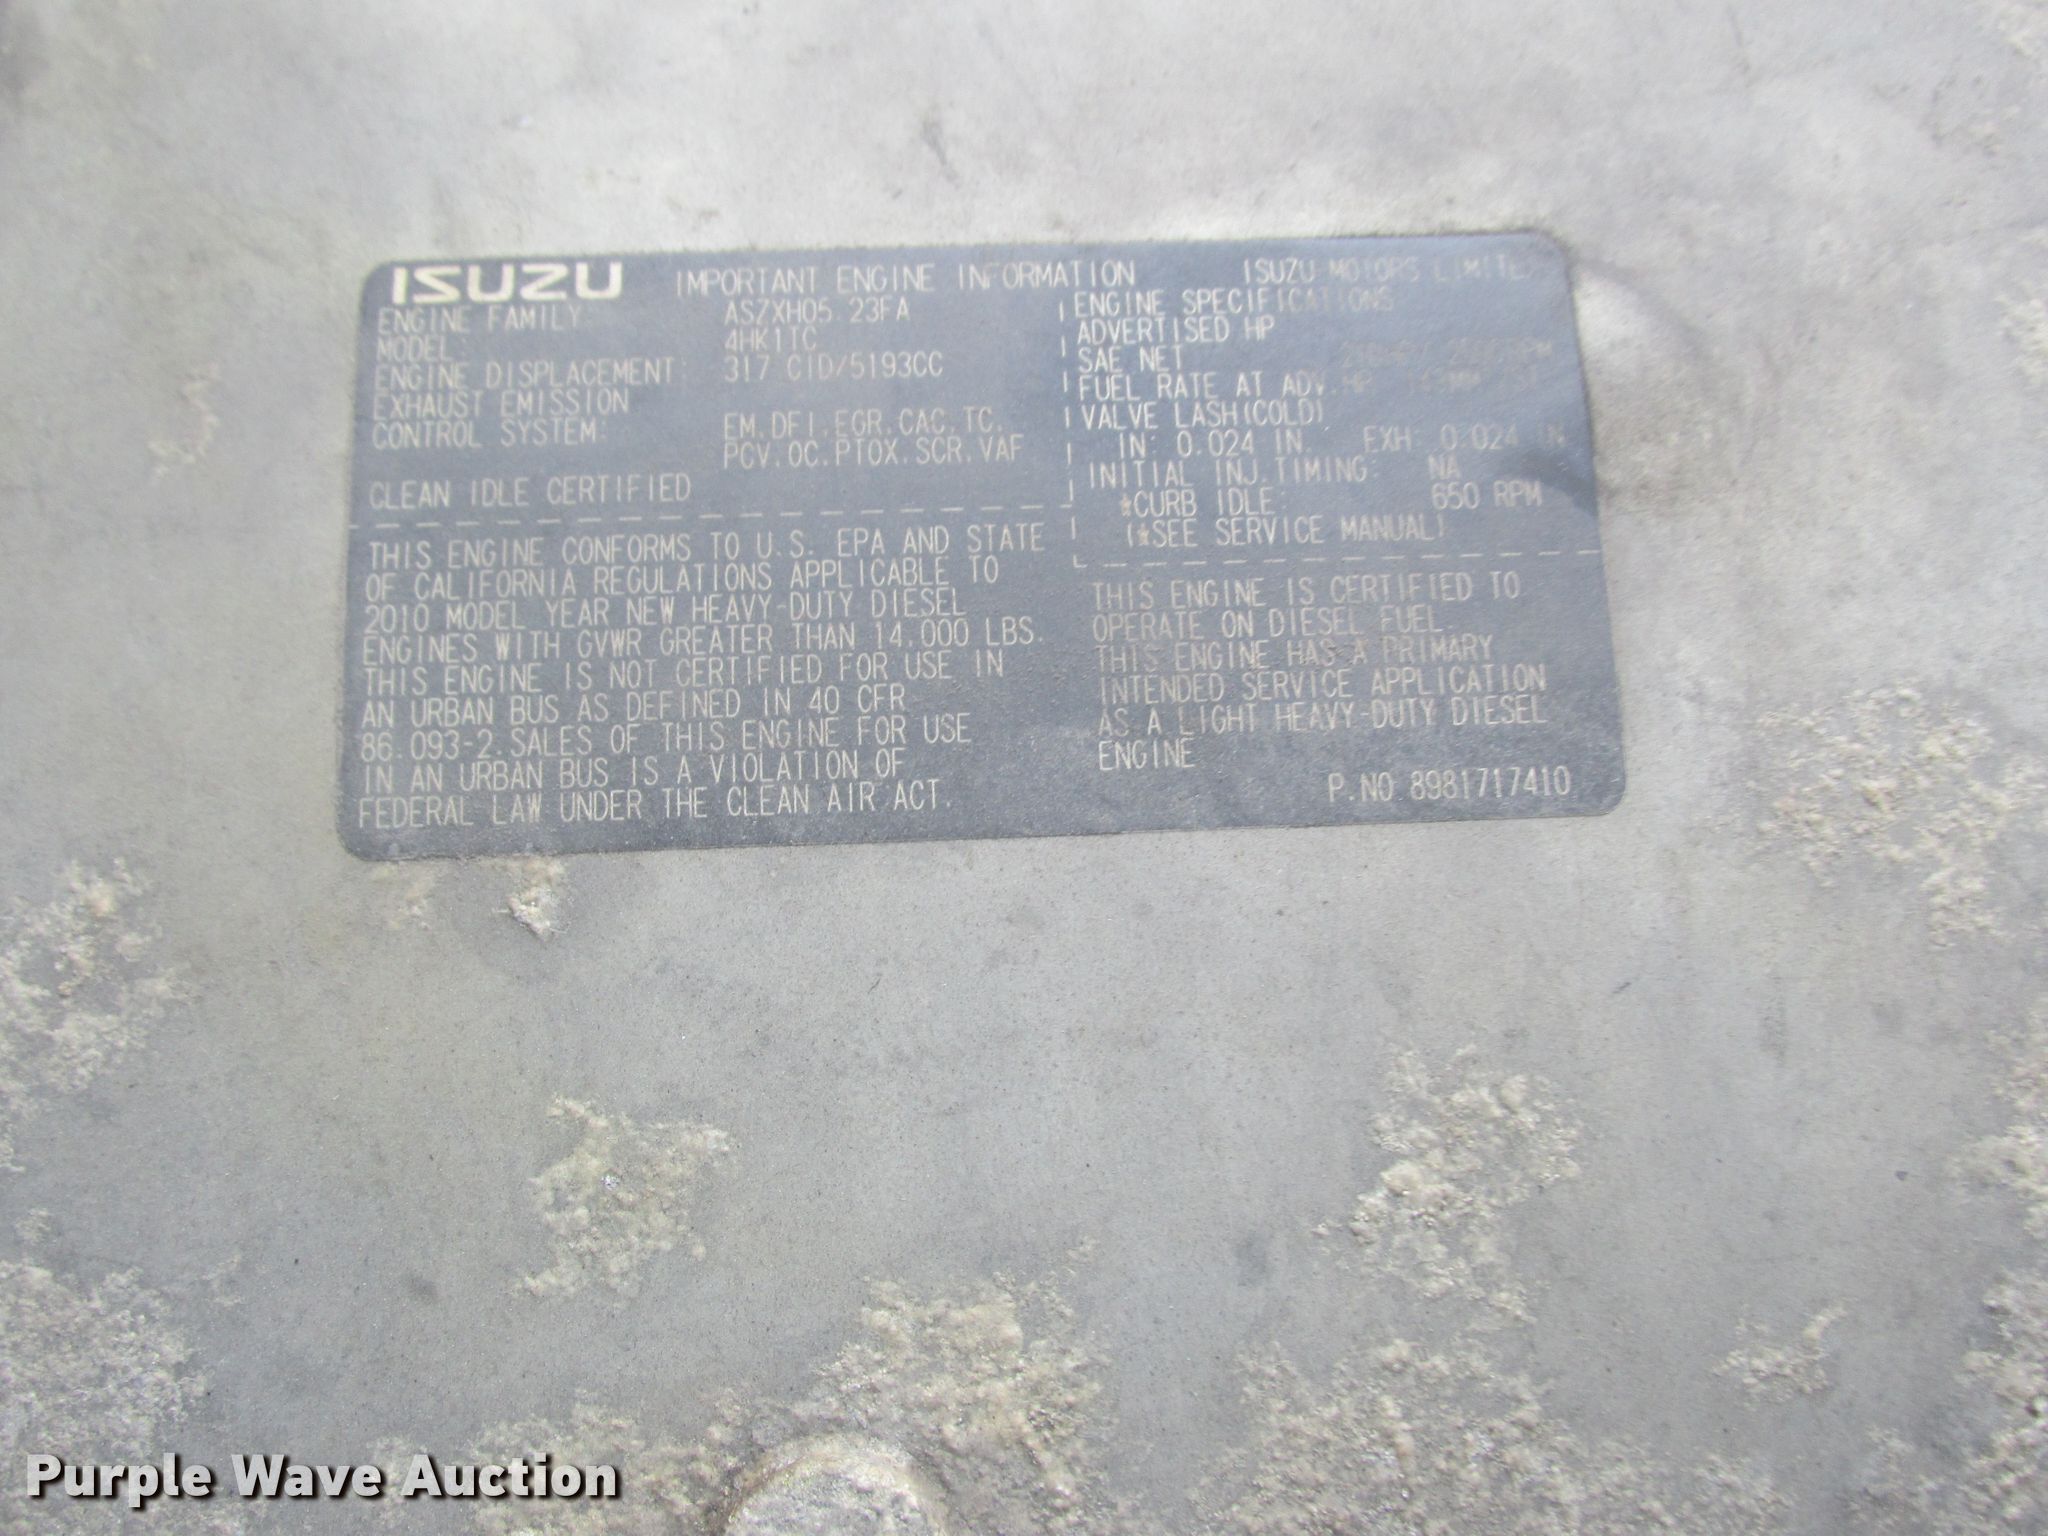 ISUZU IMPORTANT ENGINE INFORMATION ISUZU MOTORS LIMITED
ENGINE FAMILY: ASZXH05.23FA
MODEL: 4HK1TC
ENGINE DISPLACEMENT: 317 CID/5193CC
EXHAUST EMISSION
CONTROL SYSTEM: EM.DFI.EGR.CAC.TC.
PCV.OC.PTOX.SCR.VAF
CLEAN IDLE CERTIFIED
THIS ENGINE CONFORMS TO U.S. EPA AND STATE
OF CALIFORNIA REGULATIONS APPLICABLE TO
2010 MODEL YEAR NEW HEAVY-DUTY DIESEL
ENGINES WITH GVWR GREATER THAN 14.000 LBS.
THIS ENGINE IS NOT CERTIFIED FOR USE IN
AN URBAN BUS AS DEFINED IN 40 CFR
86.093-2.SALES OF THIS ENGINE FOR USE
IN AN URBAN BUS IS A VIOLATION OF
FEDERAL LAW UNDER THE CLEAN AIR ACT.
ENGINE SPECIFICATIONS
ADVERTISED HP
SAE NET
FUEL RATE AT ADV.HP
VALVE LASH(COLD)
IN: 0.024 IN. EXH: 0.024 IN
INITIAL INJ.TIMING: NA
*CURB IDLE: 650 RPM
(*SEE SERVICE MANUAL)
THIS ENGINE IS CERTIFIED TO
OPERATE ON DIESEL FUEL.
THIS ENGINE HAS A PRIMARY
INTENDED SERVICE APPLICATION
AS A LIGHT HEAVY-DUTY DIESEL
ENGINE
P.NO 8981717410
Purple Wave Auction